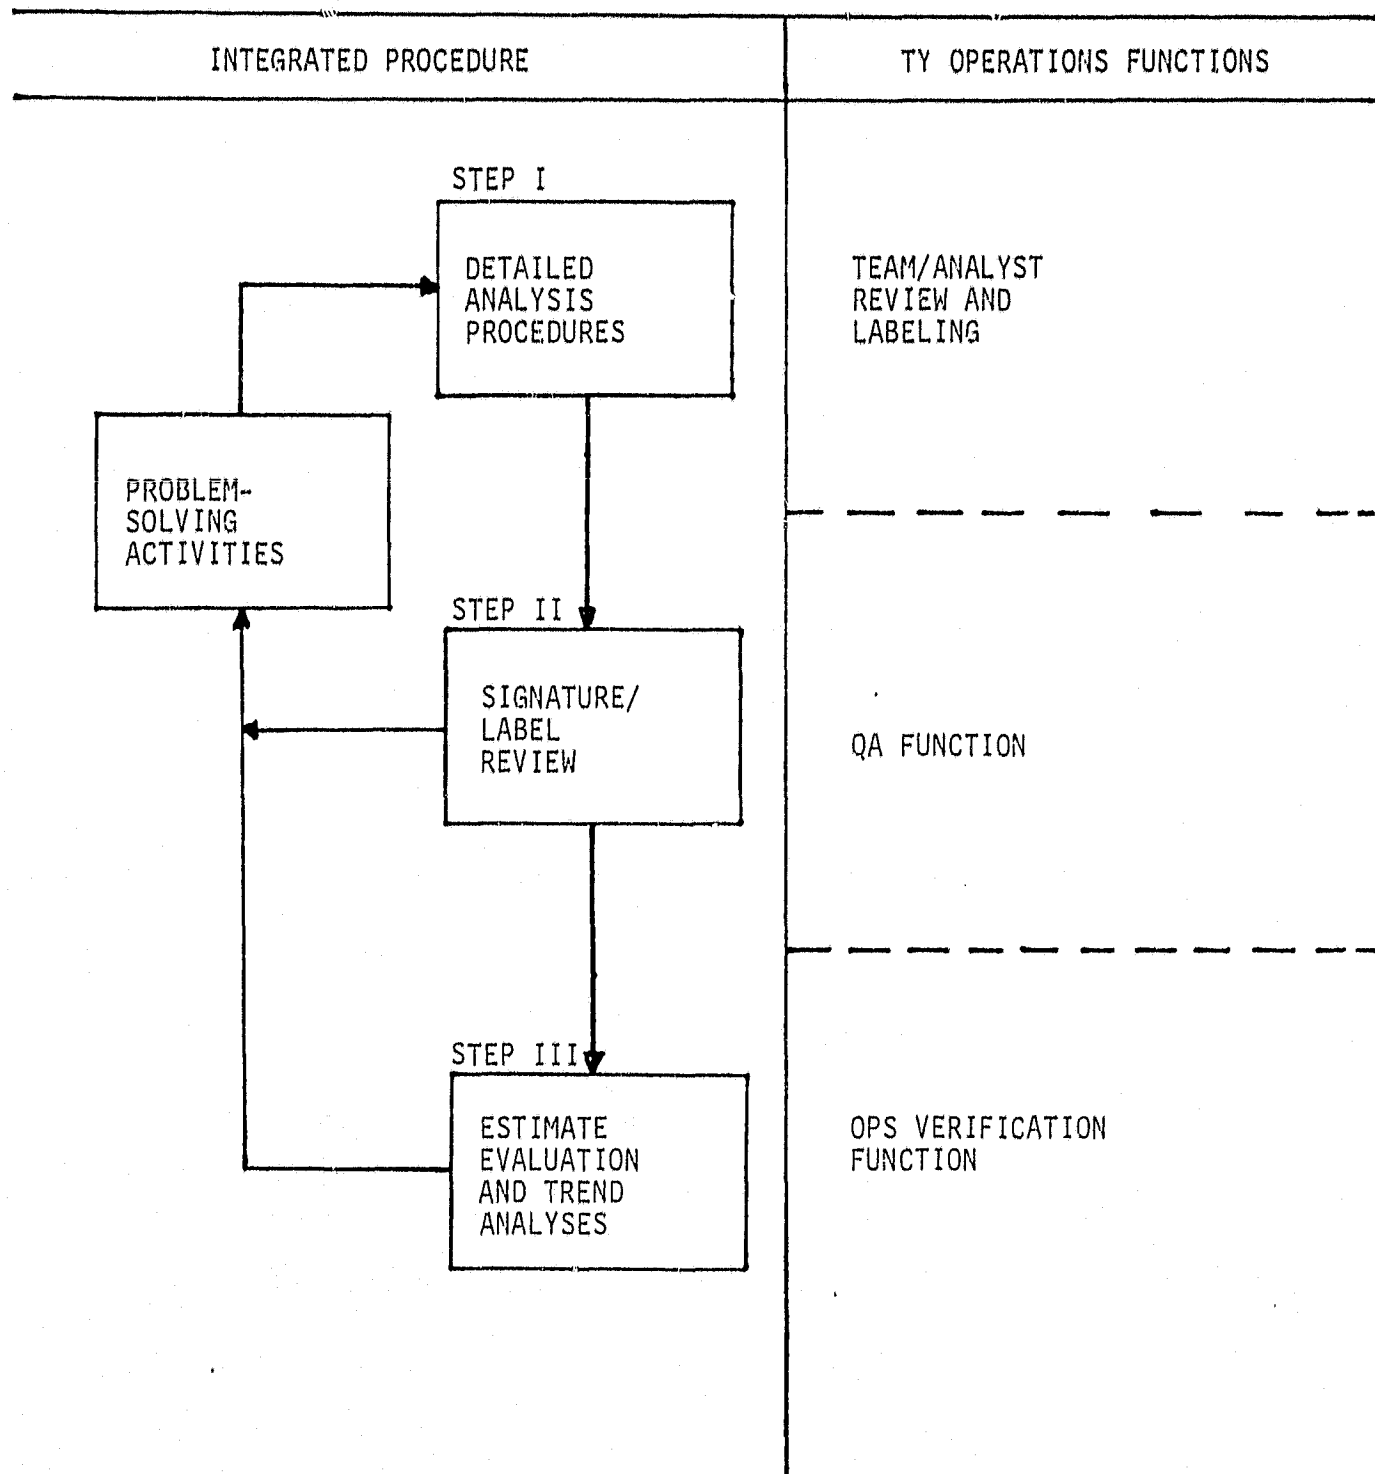 INTEGRATED PROCEDURE
TY OPERATIONS FUNCTIONS
STEP I
DETAILED
ANALYSIS
PROCEDURES
TEAM/ANALYST
REVIEW AND
LABELING
PROBLEM-
SOLVING
ACTIVITIES
STEP II
SIGNATURE/
LABEL
REVIEW
QA FUNCTION
STEP III
ESTIMATE
EVALUATION
AND TREND
ANALYSES
OPS VERIFICATION
FUNCTION